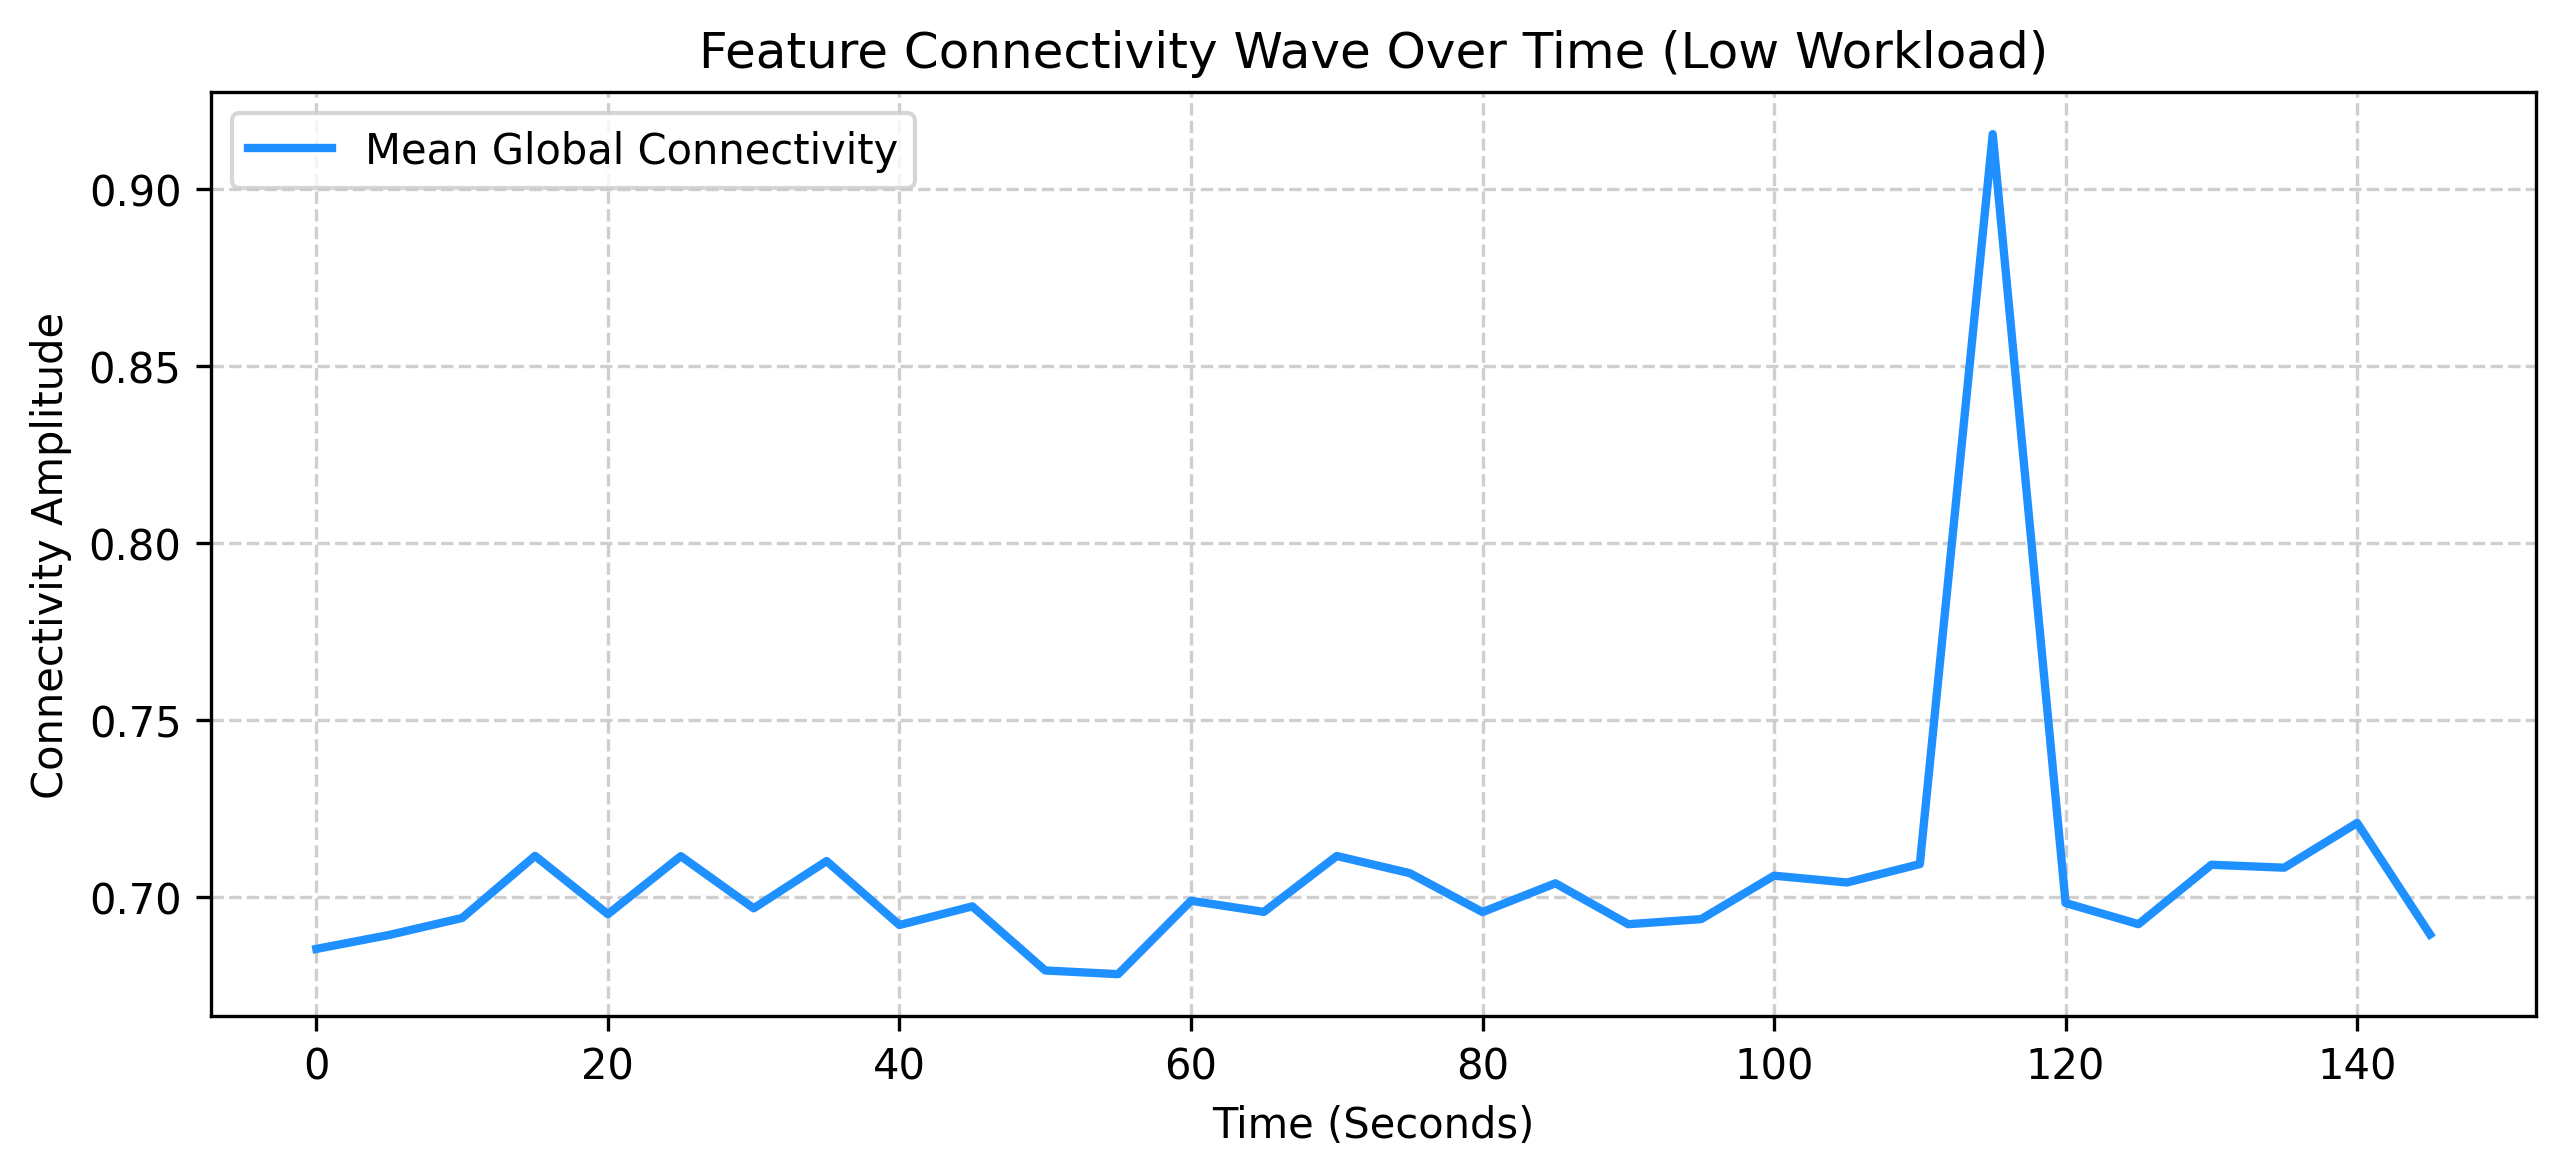 Feature Connectivity Wave Over Time (Low Workload)
Mean Global Connectivity
Connectivity Amplitude
0.90
0.85
0.80
0.75
0.70
0 20 40 60 80 100 120 140
Time (Seconds)